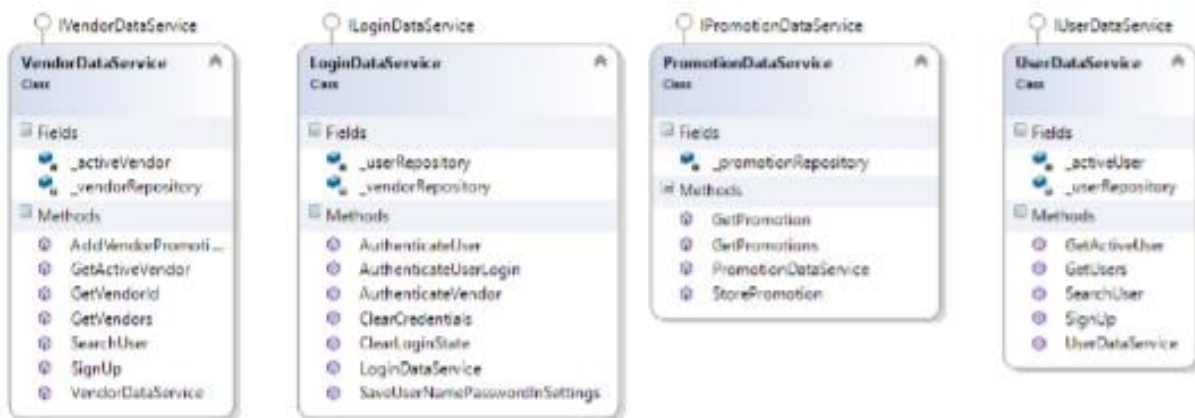 IVendorDataService
VendorDataService
Class
Fields
_activeVendor
_vendorRepository
Methods
AddVendorPromoti...
GetActiveVendor
GetVendorId
GetVendors
SearchUser
SignUp
VendorDataService
ILoginDataService
LoginDataService
Class
Fields
_userRepository
_vendorRepository
Methods
AuthenticateUser
AuthenticateUserLogin
AuthenticateVendor
ClearCredentials
ClearLoginState
LoginDataService
SaveUserNamePasswordInSettings
IPromotionDataService
PromotionDataService
Class
Fields
_promotionRepository
Methods
GetPromotion
GetPromotions
PromotionDataService
StorePromotion
IUserDataService
UserDataService
Class
Fields
_activeUser
_userRepository
Methods
GetActiveUser
GetUsers
SearchUser
SignUp
UserDataService